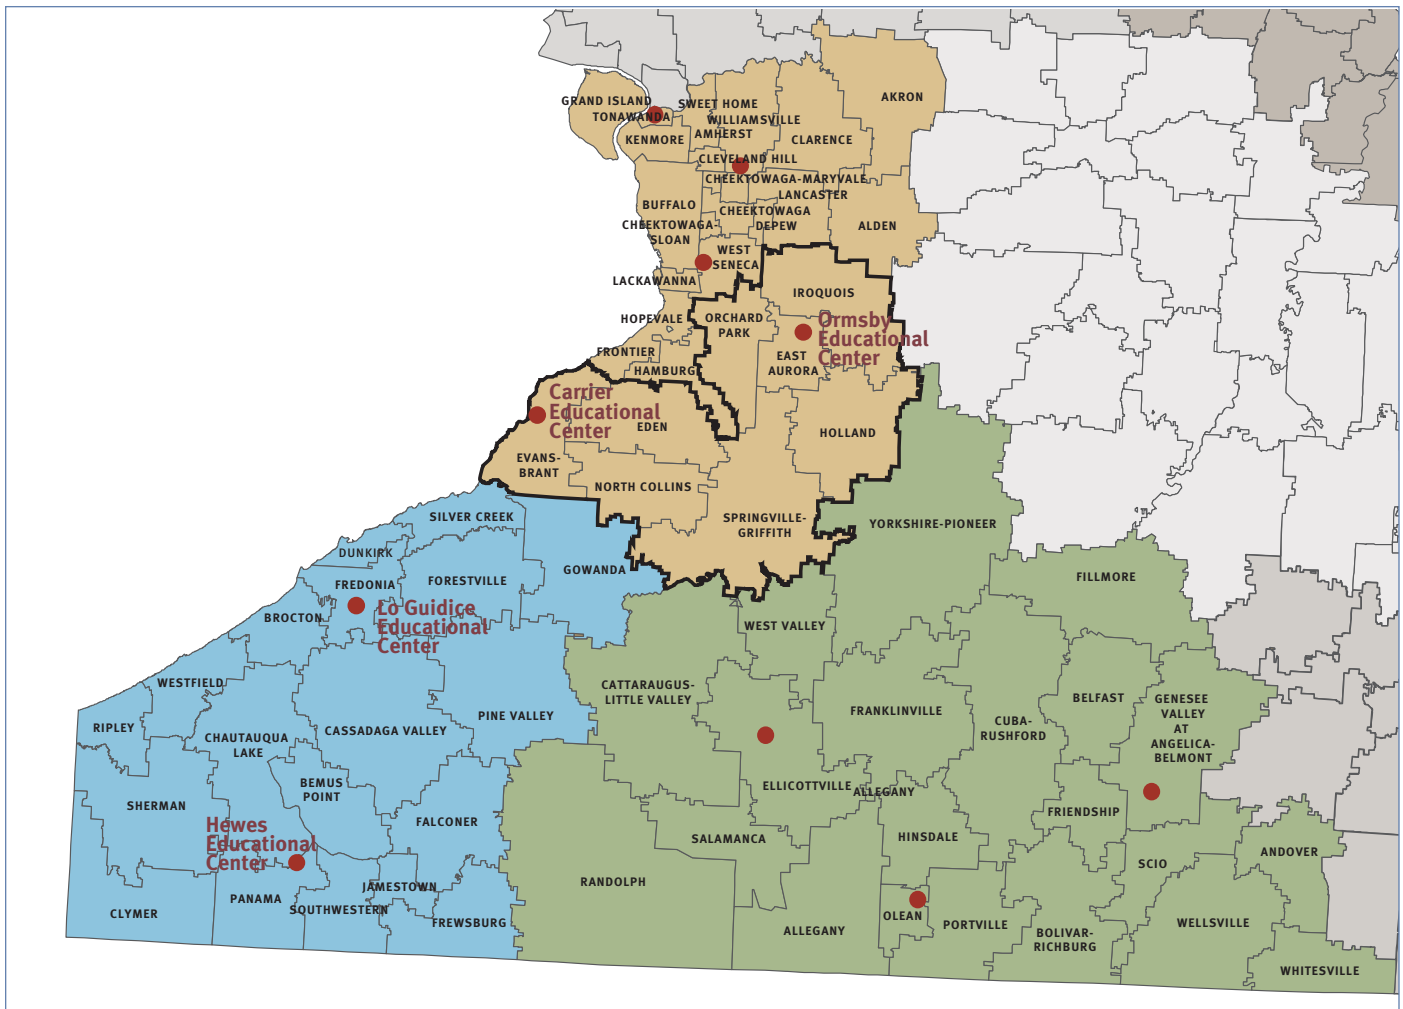 AKRON
GRAND ISLAND
SWEET HOME
TONAWANDA
WILLIAMSVILLE
AMHERST
KENMORE
CLARENCE
CLEVELAND HILL
CHEEKTOWAGA-MARYVALE
LANCASTER
BUFFALO
CHEEKTOWAGA
CHEEKTOWAGA-
SLOAN
DEPEW
ALDEN
WEST
SENECA
LACKAWANNA
IROQUOIS
HOPEVALE
ORCHARD
PARK
Ormsby
Educational
Center
FRONTIER
EAST
AURORA
HAMBURG
Carrier
Educational
Center
EDEN
HOLLAND
EVANS-
BRANT
NORTH COLLINS
SILVER CREEK
SPRINGVILLE-
GRIFFITH
YORKSHIRE-PIONEER
DUNKIRK
GOWANDA
FILLMORE
FREDONIA
FORESTVILLE
BROCTON
Lo Guidice
Educational
Center
WEST VALLEY
WESTFIELD
CATTARAUGUS-
LITTLE VALLEY
BELFAST
GENESEE
VALLEY
AT
ANGELICA-
BELMONT
RIPLEY
CHAUTAUQUA
LAKE
CASSADAGA VALLEY
PINE VALLEY
FRANKLINVILLE
CUBA-
RUSHFORD
BEMUS
POINT
ELLICOTTVILLE
ALLEGANY
SHERMAN
FALCONER
FRIENDSHIP
Hewes
Educational
Center
SALAMANCA
HINSDALE
ANDOVER
SCIO
RANDOLPH
JAMESTOWN
PANAMA
SOUTHWESTERN
CLYMER
FREWSBURG
OLEAN
ALLEGANY
PORTVILLE
BOLIVAR-
RICHBURG
WELLSVILLE
WHITESVILLE